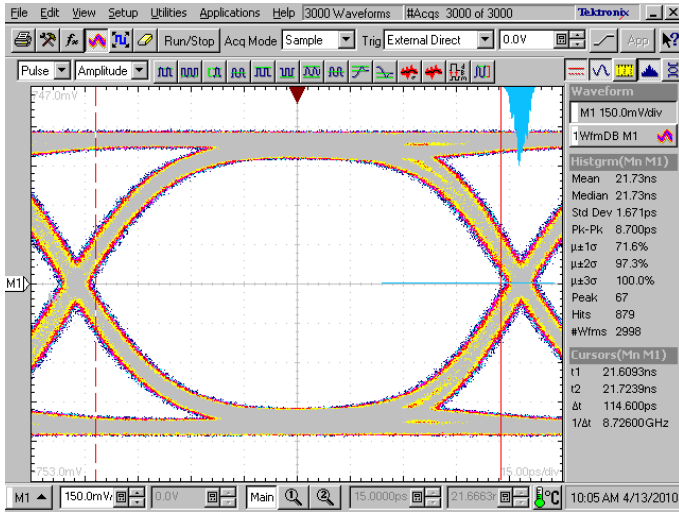 File Edit View Setup Utilities Applications Help 3000 Waveforms #Acqs 3000 of 3000 Tektronix
Run/Stop Acq Mode Sample Trig External Direct 0.0V App
Pulse Amplitude
747.0mV
Waveform
M1 150.0mV/div
1 WfmDB M1
Histgrm(Mn M1)
Mean 21.73ns
Median 21.73ns
Std Dev 1.671ps
Pk-Pk 8.700ps
µ±1σ 71.6%
µ±2σ 97.3%
M1
µ±3σ 100.0%
Peak 67
Hits 879
#Wfms 2998
Cursors(Mn M1)
t1 21.6093ns
t2 21.7239ns
Δt 114.600ps
1/Δt 8.72600GHz
-753.0mV 15.00ps/div
M1 150.0mV/ 0.0V Main 15.0000ps 21.6663r °C 10:05 AM 4/13/2010